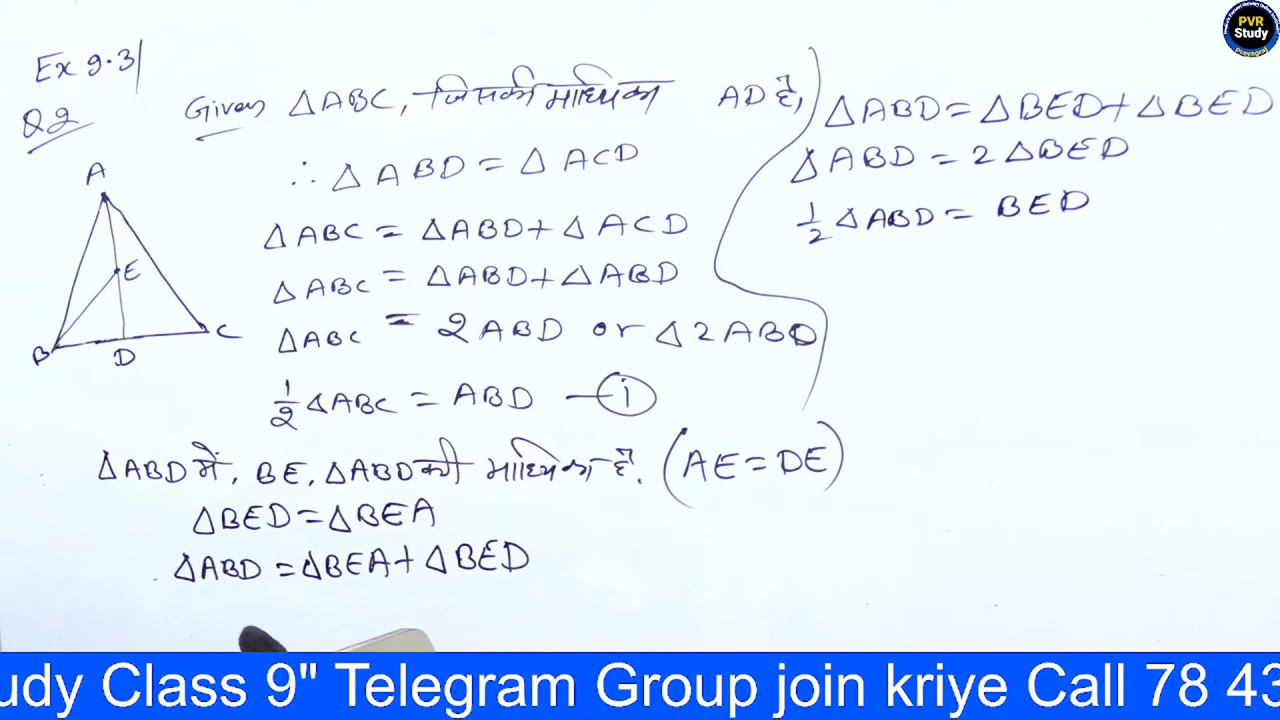 Ex 9.3
Q2
Given △ABC, जिसकी माध्यिका AD है,
∴ △ABD = △ACD
△ABC = △ABD + △ACD
△ABC = △ABD + △ABD
△ABC = 2ABD or △2ABD
1/2 △ABC = ABD — (i)
△ABD में, BE, △ABD की माध्यिका है. (AE = DE)
△BED = △BEA
△ABD = △BEA + △BED
△ABD = △BED + △BED
△ABD = 2△BED
1/2 △ABD = BED
A
E
B
D
C
PVR
Study
udy Class 9" Telegram Group join kriye Call 78 43